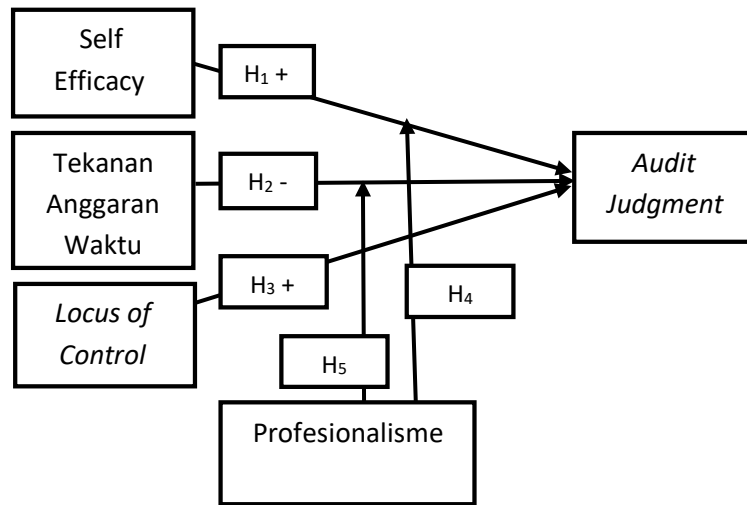 Self
Efficacy
H₁ +
Tekanan
Anggaran
Waktu
H₂ -
Audit
Judgment
Locus of
Control
H₃ +
H₄
H₅
Profesionalisme